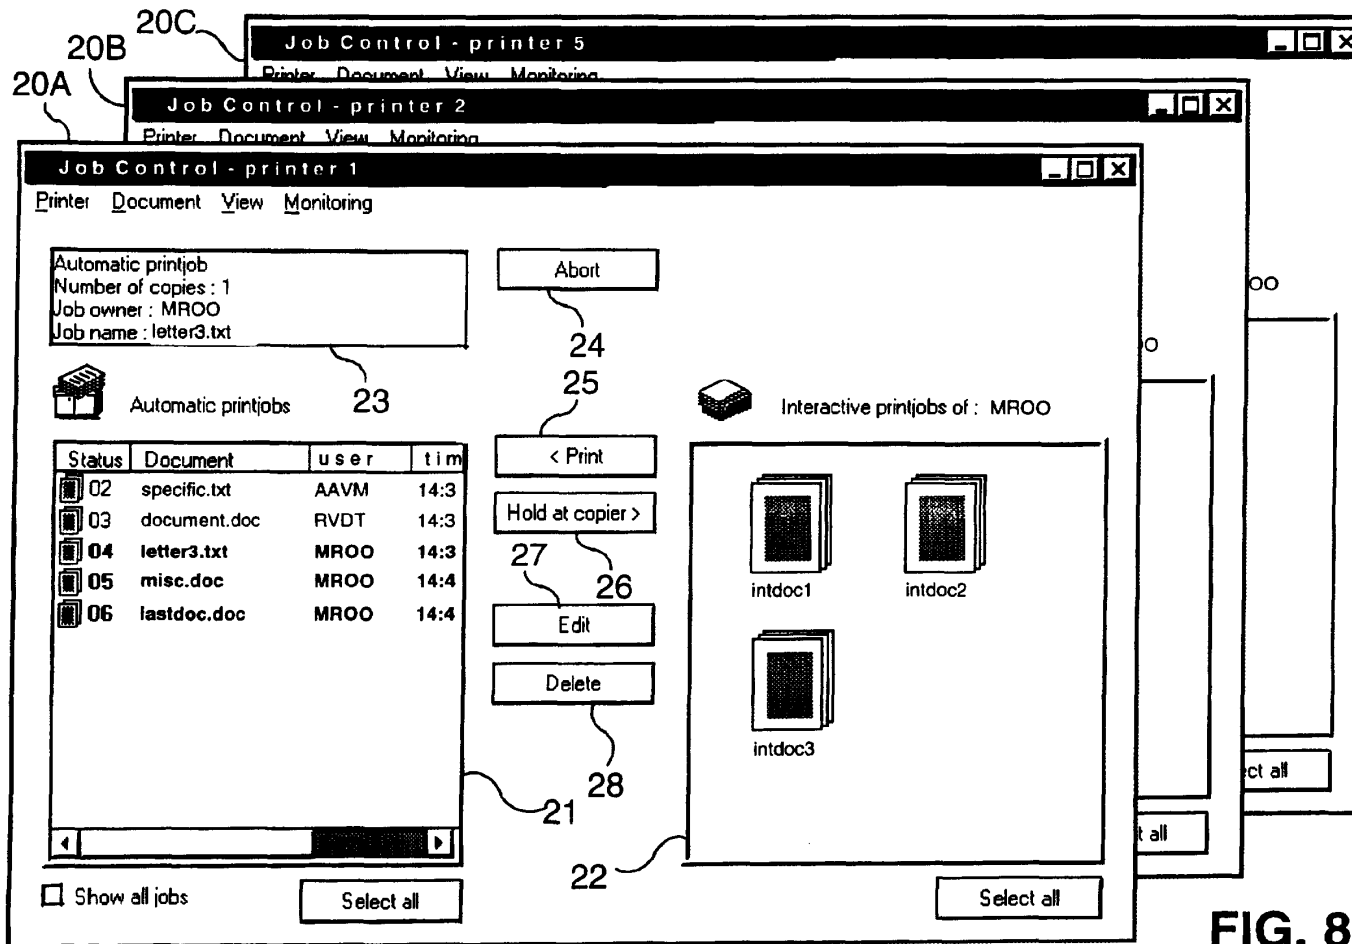 20C
Job Control - printer 5
Printer Document View Monitoring
20B
Job Control - printer 2
Printer Document View Monitoring
20A
Job Control - printer 1
Printer Document View Monitoring
Automatic printjob
Number of copies : 1
Job owner : MROO
Job name : letter3.txt
23
Abort
24
25
Automatic printjobs
Status Document user tim
02 specific.txt AAVM 14:3
03 document.doc RVDT 14:3
04 letter3.txt MROO 14:3
05 misc.doc MROO 14:4
06 lastdoc.doc MROO 14:4
21
Show all jobs
Select all
< Print
Hold at copier >
27
26
Edit
Delete
28
Interactive printjobs of : MROO
intdoc1
intdoc2
intdoc3
22
Select all
OO
O
ect all
t all
FIG. 8